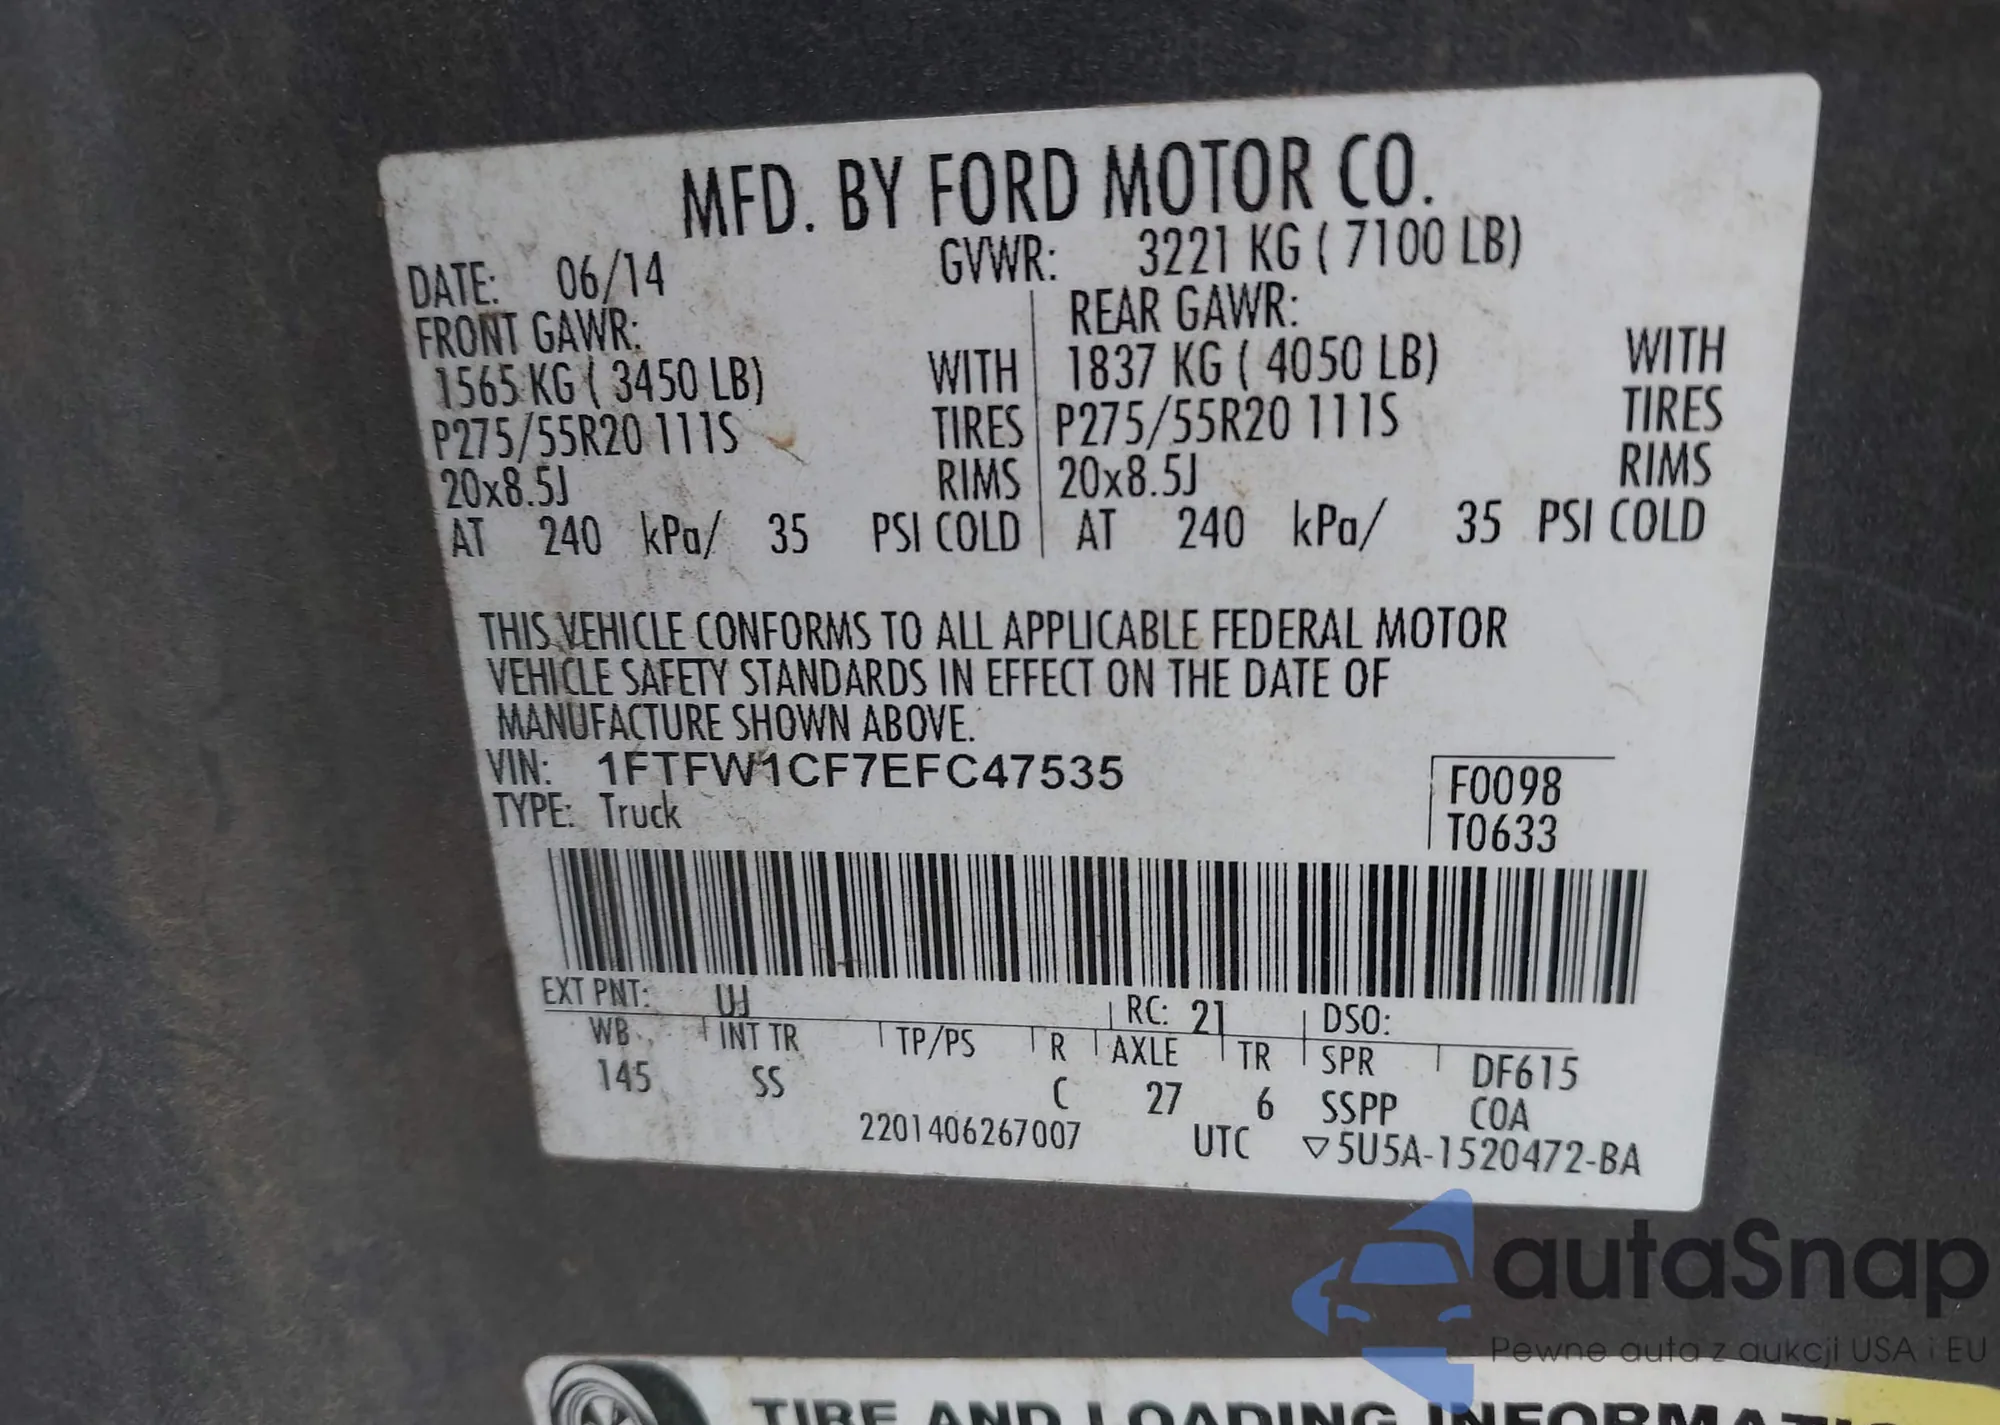 MFD. BY FORD MOTOR CO.
DATE: 06/14 GVWR: 3221 KG ( 7100 LB)
FRONT GAWR: REAR GAWR:
1565 KG ( 3450 LB) WITH 1837 KG ( 4050 LB) WITH
P275/55R20 111S TIRES P275/55R20 111S TIRES
20x8.5J RIMS 20x8.5J RIMS
AT 240 kPa/ 35 PSI COLD AT 240 kPa/ 35 PSI COLD
THIS VEHICLE CONFORMS TO ALL APPLICABLE FEDERAL MOTOR
VEHICLE SAFETY STANDARDS IN EFFECT ON THE DATE OF
MANUFACTURE SHOWN ABOVE.
VIN: 1FTFW1CF7EFC47535 F0098
TYPE: Truck T0633
EXT PNT: UJ RC: 21 DSO:
WB INT TR TP/PS R AXLE TR SPR DF615
145 SS C 27 6 SSPP COA
2201406267007 UTC ▽5U5A-1520472-BA
autaSnap
Pewne auta z aukcji USA i EU
TIRE AND LOADING INFORMATIO